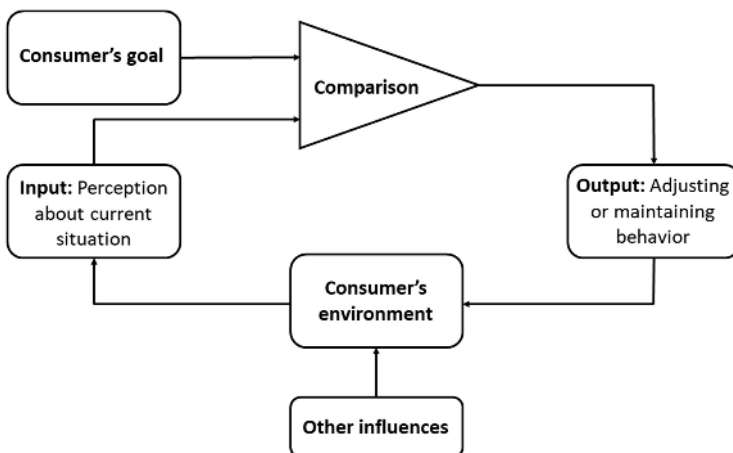 Consumer's goal
Comparison
Input: Perception
about current
situation
Output: Adjusting
or maintaining
behavior
Consumer's
environment
Other influences